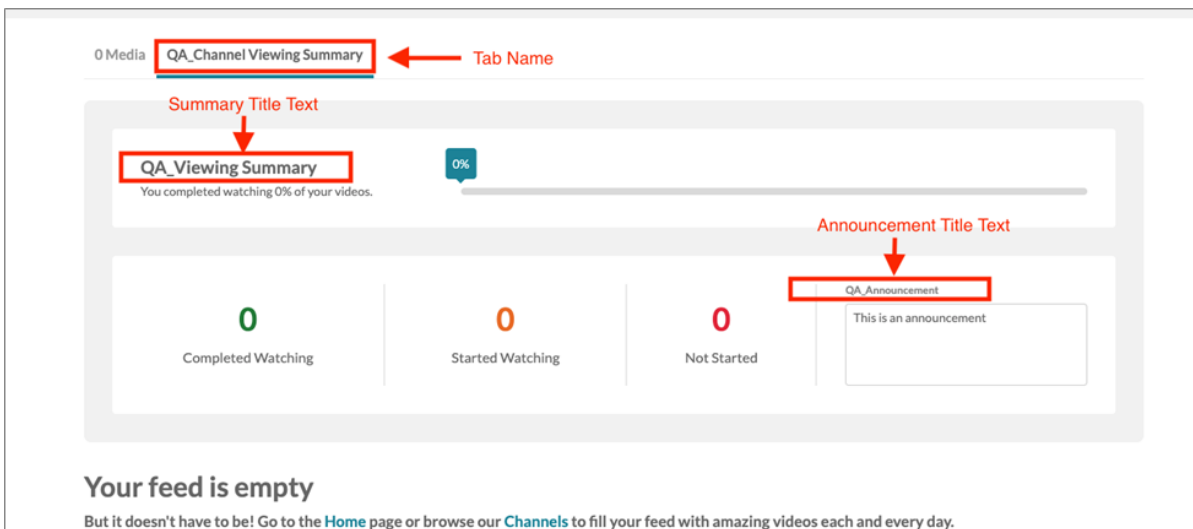 0 Media QA_Channel Viewing Summary Tab Name
Summary Title Text
QA_Viewing Summary 0%
You completed watching 0% of your videos.
Announcement Title Text
QA_Announcement
This is an announcement
0 0 0
Completed Watching Started Watching Not Started
Your feed is empty
But it doesn't have to be! Go to the Home page or browse our Channels to fill your feed with amazing videos each and every day.